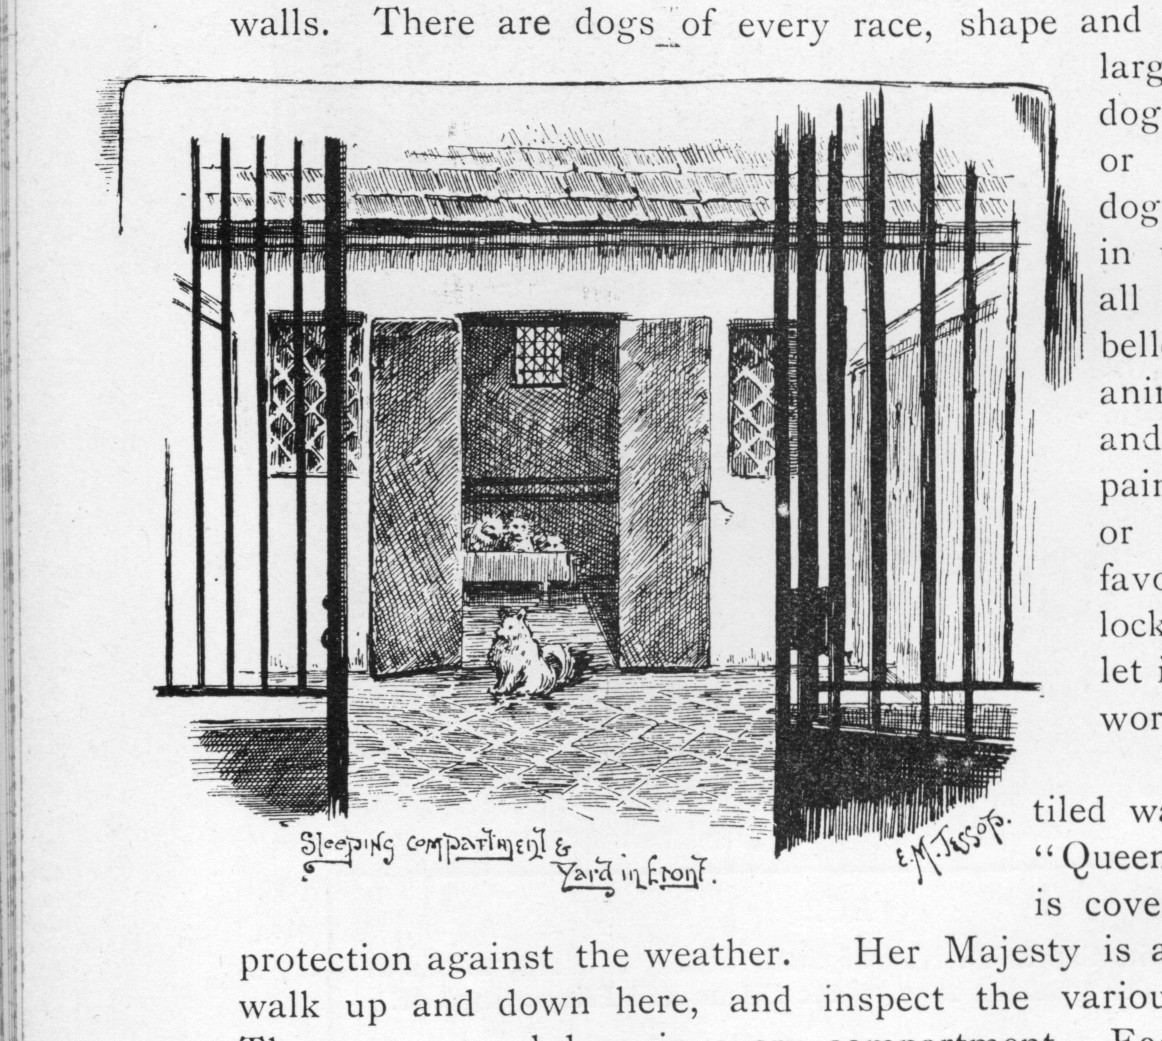 walls. There are dogs of every race, shape and
larg
dog
or
dog
in
all
bell
anin
and
pain
or
favo
lock
let i
wor
Sleeping compartment &
Yard in front.
E.M. Jessop.
tiled wa
“Queen
is cove
protection against the weather. Her Majesty is a
walk up and down here, and inspect the variou